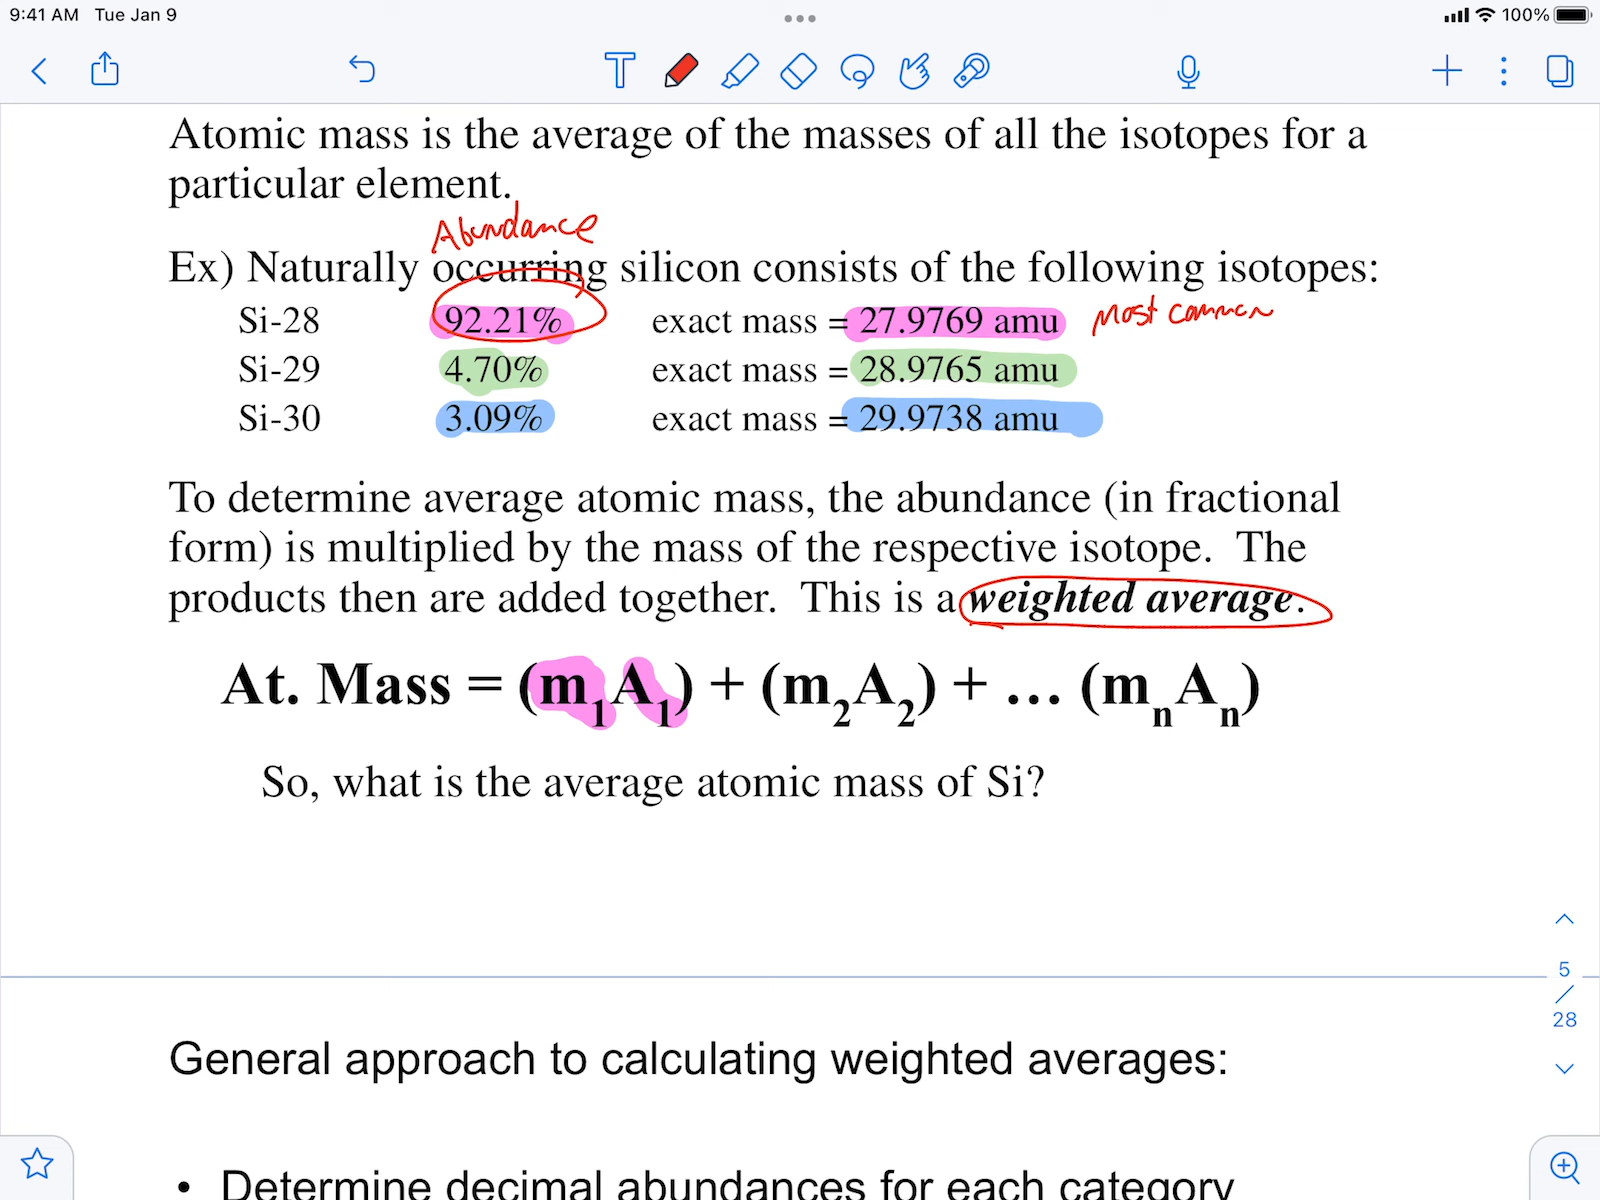 9:41 AM Tue Jan 9
100%
Atomic mass is the average of the masses of all the isotopes for a
particular element.
Abundance
Ex) Naturally occurring silicon consists of the following isotopes:
Si-28 92.21% exact mass = 27.9769 amu Most common
Si-29 4.70% exact mass = 28.9765 amu
Si-30 3.09% exact mass = 29.9738 amu
To determine average atomic mass, the abundance (in fractional
form) is multiplied by the mass of the respective isotope. The
products then are added together. This is a weighted average.
At. Mass = (m₁A₁) + (m₂A₂) + ... (mₙAₙ)
So, what is the average atomic mass of Si?
5
/
28
General approach to calculating weighted averages:
• Determine decimal abundances for each category